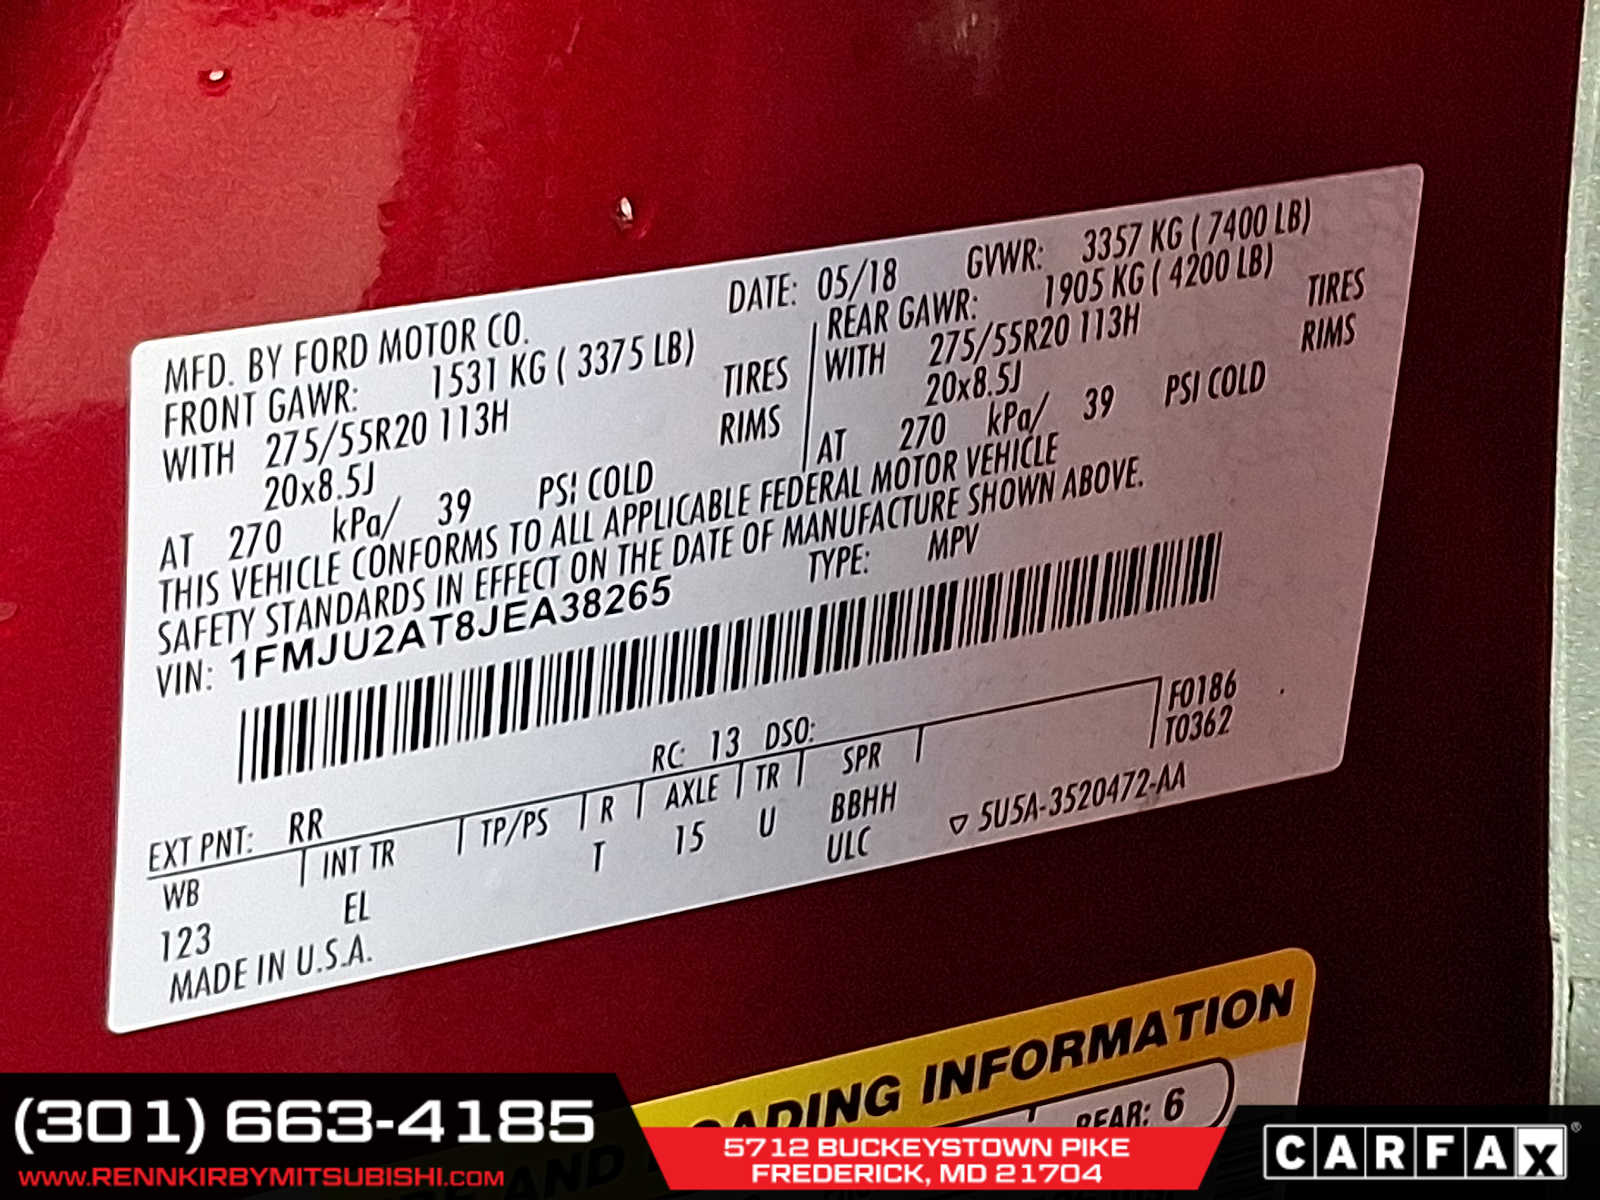 MFD. BY FORD MOTOR CO.
DATE: 05/18
GVWR: 3357 KG ( 7400 LB)
FRONT GAWR: 1531 KG ( 3375 LB)
WITH 275/55R20 113H TIRES
20x8.5J RIMS
AT 270 kPa/ 39 PSI COLD
REAR GAWR: 1905 KG ( 4200 LB)
WITH 275/55R20 113H TIRES
20x8.5J RIMS
AT 270 kPa/ 39 PSI COLD
THIS VEHICLE CONFORMS TO ALL APPLICABLE FEDERAL MOTOR VEHICLE
SAFETY STANDARDS IN EFFECT ON THE DATE OF MANUFACTURE SHOWN ABOVE.
VIN: 1FMJU2AT8JEA38265
TYPE: MPV
F0186
T0362
RC: 13 DSO:
EXT PNT: RR
WB INT TR TP/PS R AXLE TR SPR
123 EL T 15 U BBHH
ULC
MADE IN U.S.A.
▽ 5U5A-3520472-AA
ADING INFORMATION
REAR: 6
AND
(301) 663-4185
WWW.RENNKIRBYMITSUBISHI.COM
5712 BUCKEYSTOWN PIKE
FREDERICK, MD 21704
CARFAX®